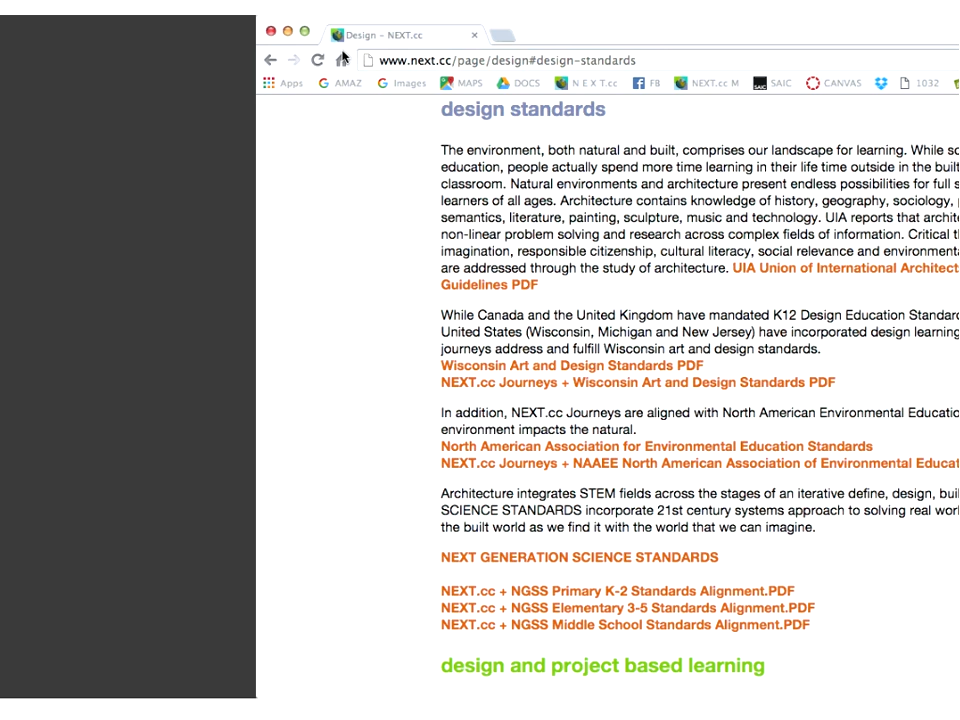 Design – NEXT.cc
www.next.cc/page/design#design-standards
Apps AMAZ Images MAPS DOCS N E X T.cc FB NEXT.cc M SAIC CANVAS 1032
design standards
The environment, both natural and built, comprises our landscape for learning. While
education, people actually spend more time learning in their life time outside in the built
classroom. Natural environments and architecture present endless possibilities for full
learners of all ages. Architecture contains knowledge of history, geography, sociology,
semantics, literature, painting, sculpture, music and technology. UIA reports that
non-linear problem solving and research across complex fields of information. Critical
imagination, responsible citizenship, cultural literacy, social relevance and
are addressed through the study of architecture. UIA Union of International
Guidelines PDF
While Canada and the United Kingdom have mandated K12 Design Education
United States (Wisconsin, Michigan and New Jersey) have incorporated design learning
journeys address and fulfill Wisconsin art and design standards.
Wisconsin Art and Design Standards PDF
NEXT.cc Journeys + Wisconsin Art and Design Standards PDF
In addition, NEXT.cc Journeys are aligned with North American Environmental
environment impacts the natural.
North American Association for Environmental Education Standards
NEXT.cc Journeys + NAAEE North American Association of Environmental
Architecture integrates STEM fields across the stages of an iterative define, design,
SCIENCE STANDARDS incorporate 21st century systems approach to solving real
the built world as we find it with the world that we can imagine.
NEXT GENERATION SCIENCE STANDARDS
NEXT.cc + NGSS Primary K-2 Standards Alignment.PDF
NEXT.cc + NGSS Elementary 3-5 Standards Alignment.PDF
NEXT.cc + NGSS Middle School Standards Alignment.PDF
design and project based learning